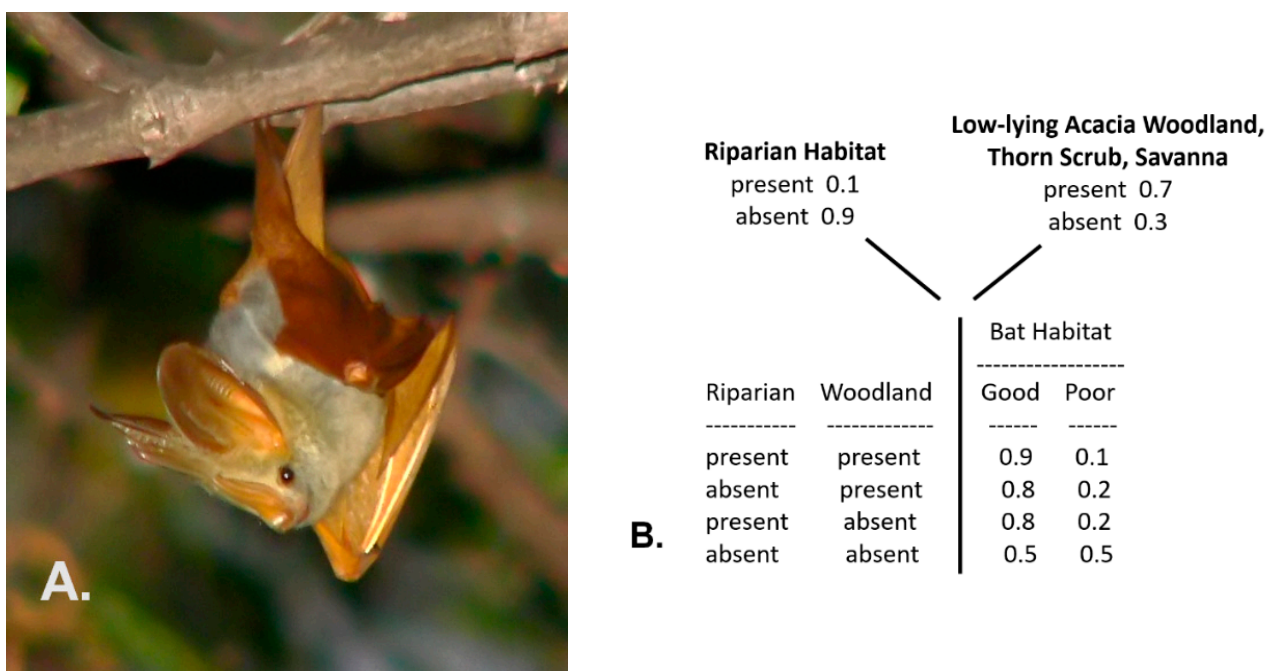 A.
Riparian Habitat
present 0.1
absent 0.9
Low-lying Acacia Woodland,
Thorn Scrub, Savanna
present 0.7
absent 0.3
Bat Habitat
------------------
Riparian Woodland Good Poor
----------- ------------- ------ ------
present present 0.9 0.1
absent present 0.8 0.2
present absent 0.8 0.2
absent absent 0.5 0.5
B.